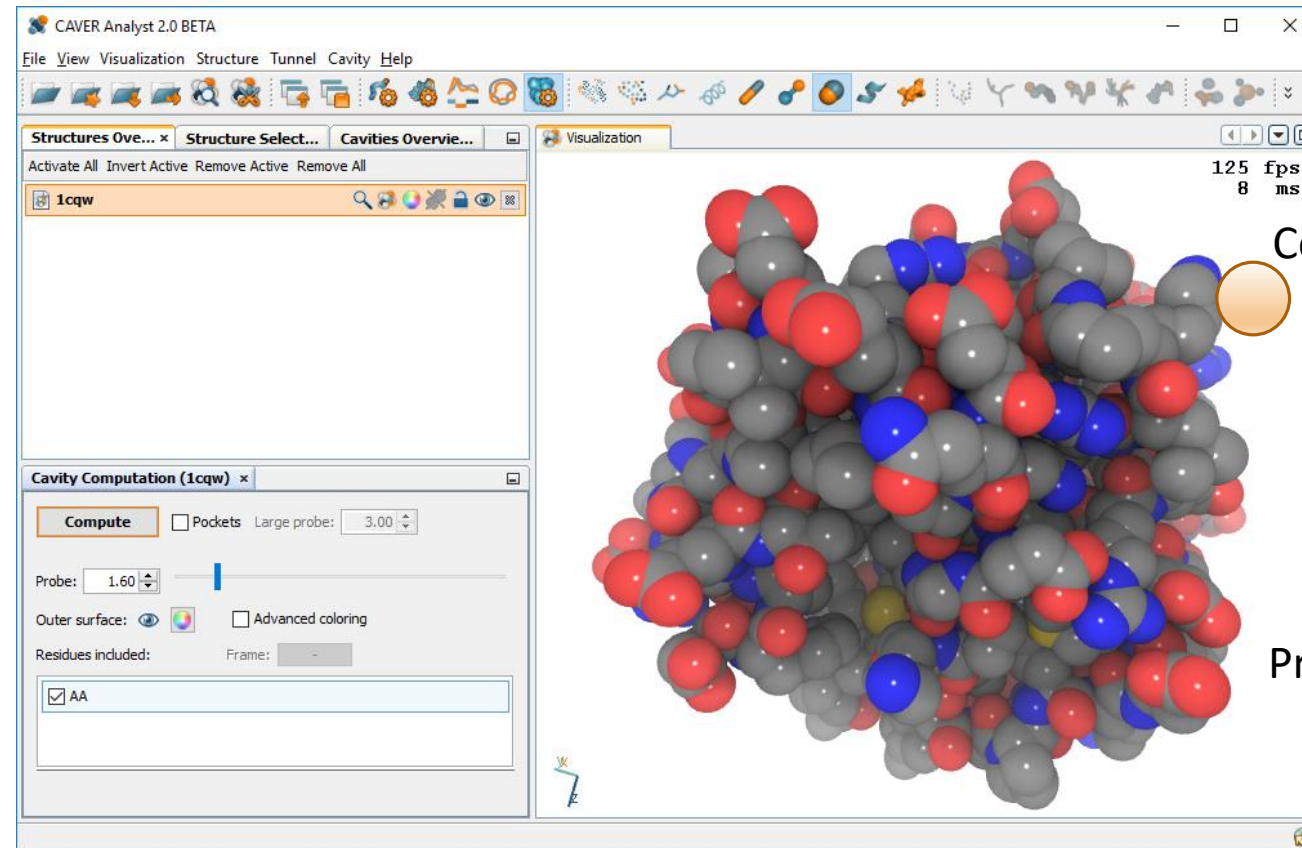 CAVER Analyst 2.0 BETA
File View Visualization Structure Tunnel Cavity Help
Structures Ove... Structure Select... Cavities Overvie...
Visualization
Activate All Invert Active Remove Active Remove All
125 fps
8 ms
1cqw
Co
Cavity Computation (1cqw)
Compute Pockets Large probe: 3.00
Probe: 1.60
Outer surface: Advanced coloring
Residues included: Frame: -
Pr
AA